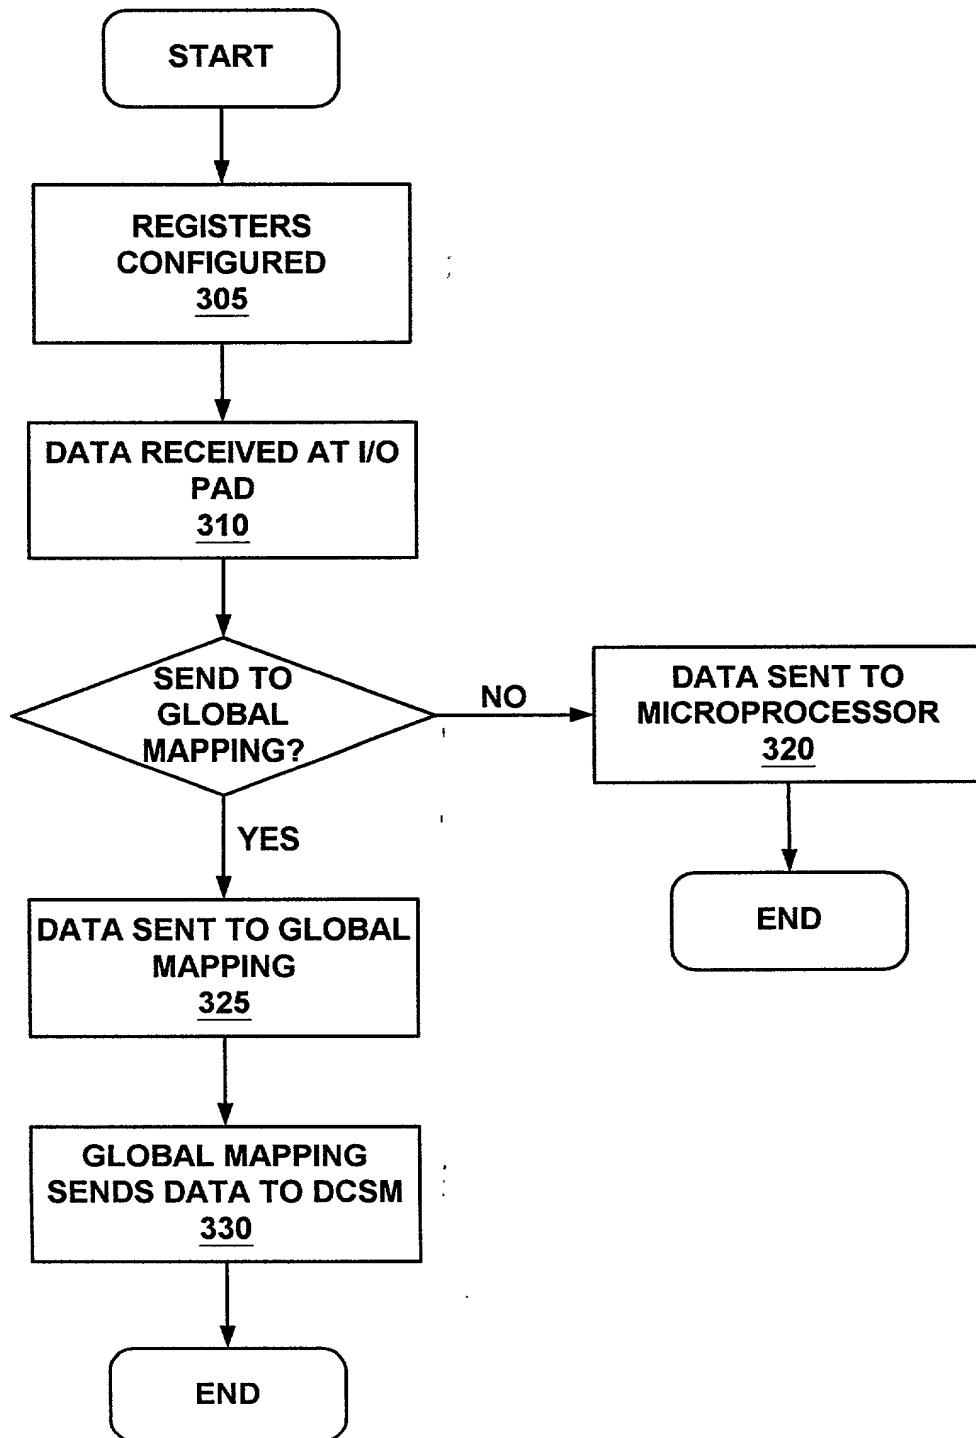 START
REGISTERS
CONFIGURED
305
DATA RECEIVED AT I/O
PAD
310
SEND TO
GLOBAL
MAPPING?
NO
DATA SENT TO
MICROPROCESSOR
320
END
YES
DATA SENT TO GLOBAL
MAPPING
325
GLOBAL MAPPING
SENDS DATA TO DCSM
330
END